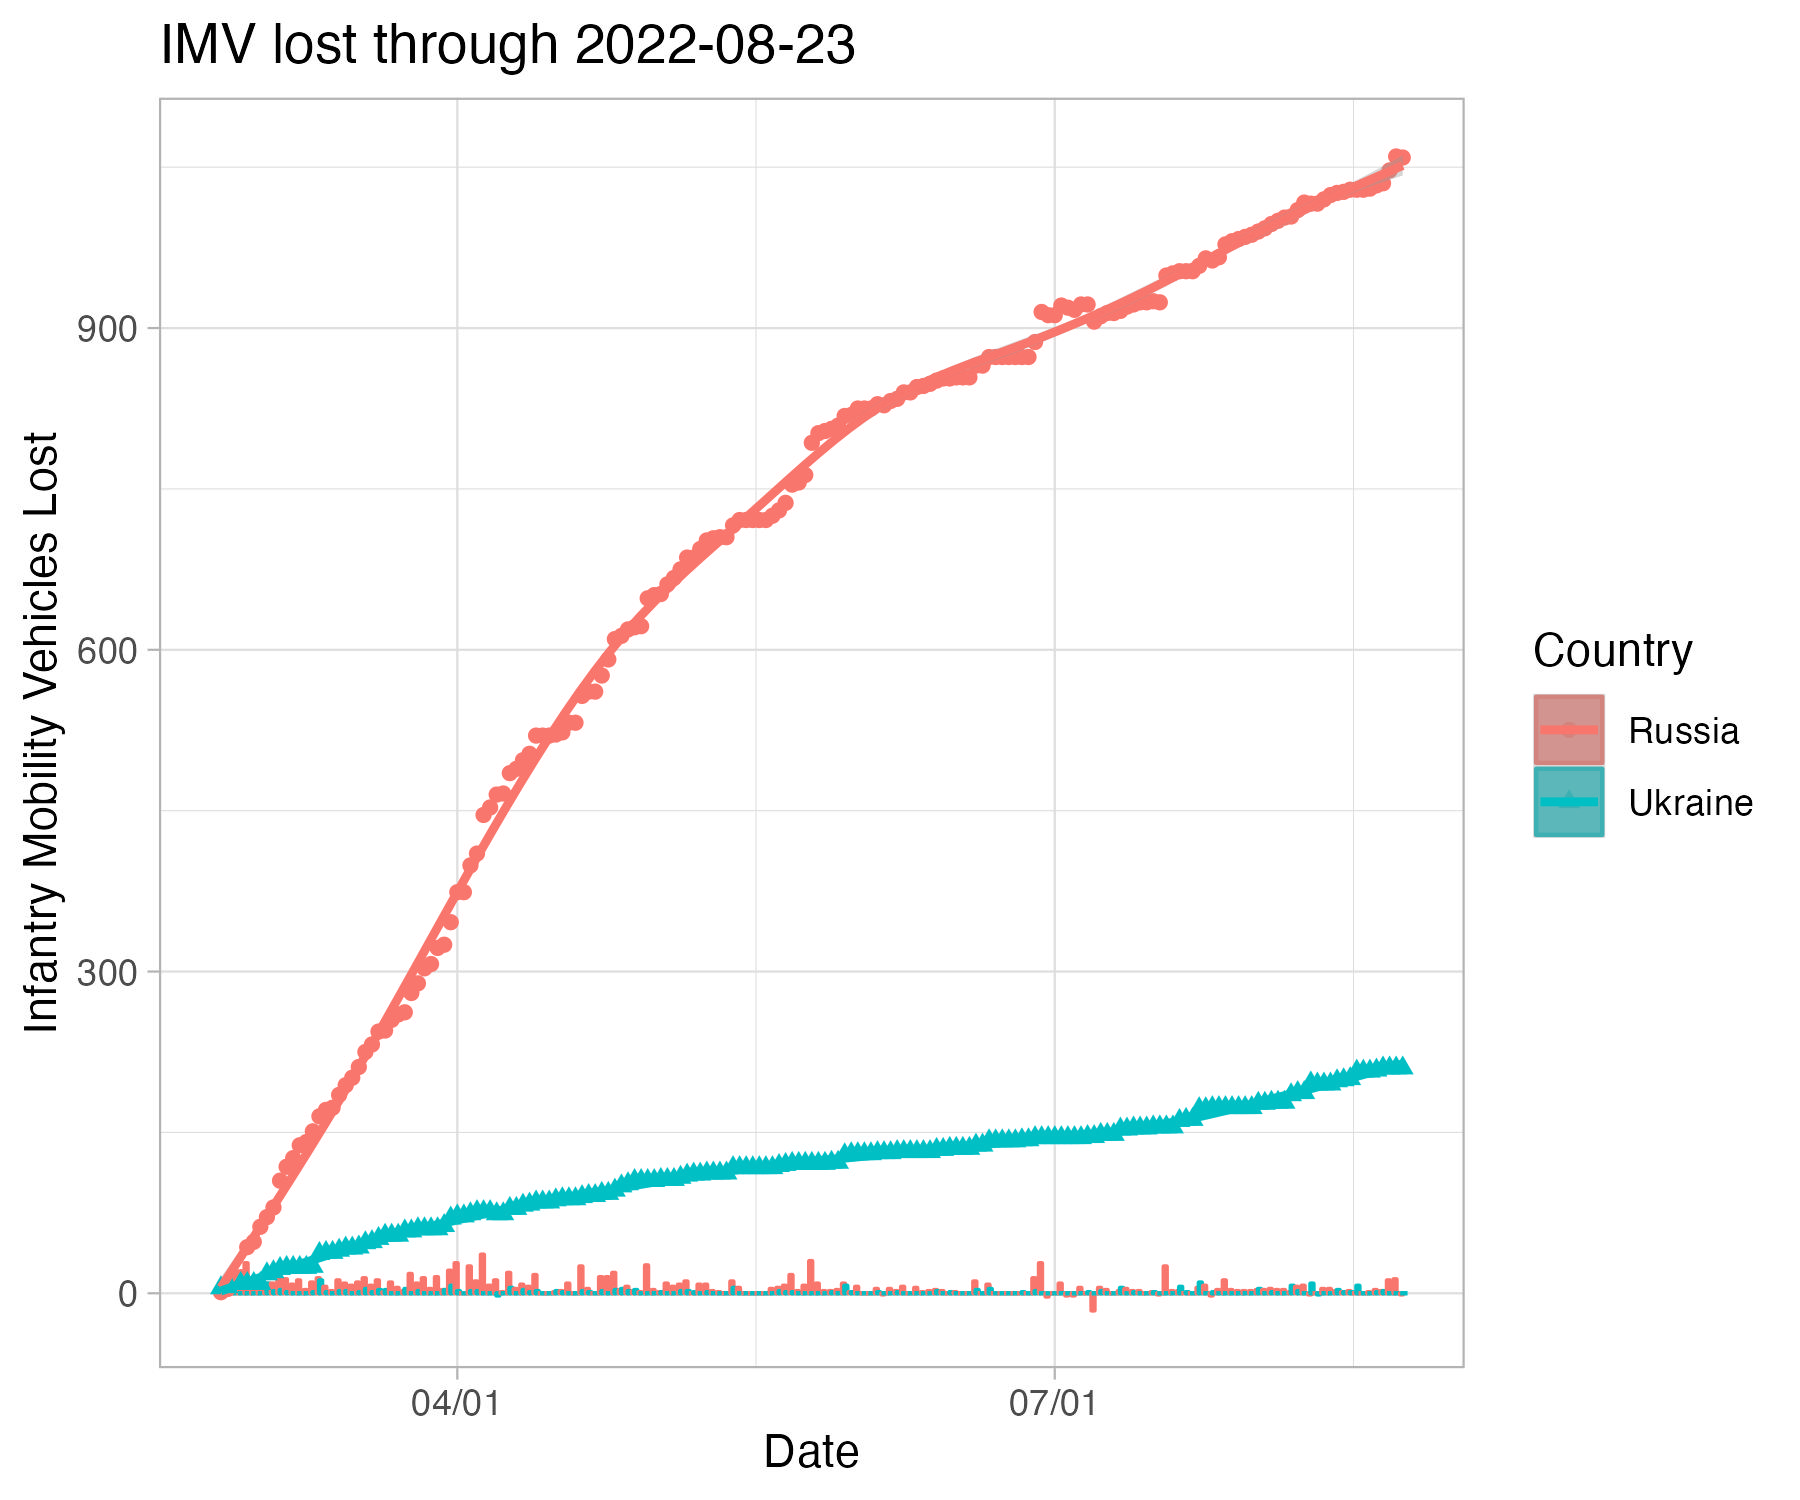 IMV lost through 2022-08-23
Infantry Mobility Vehicles Lost
900
600
300
0
04/01
07/01
Date
Country
Russia
Ukraine